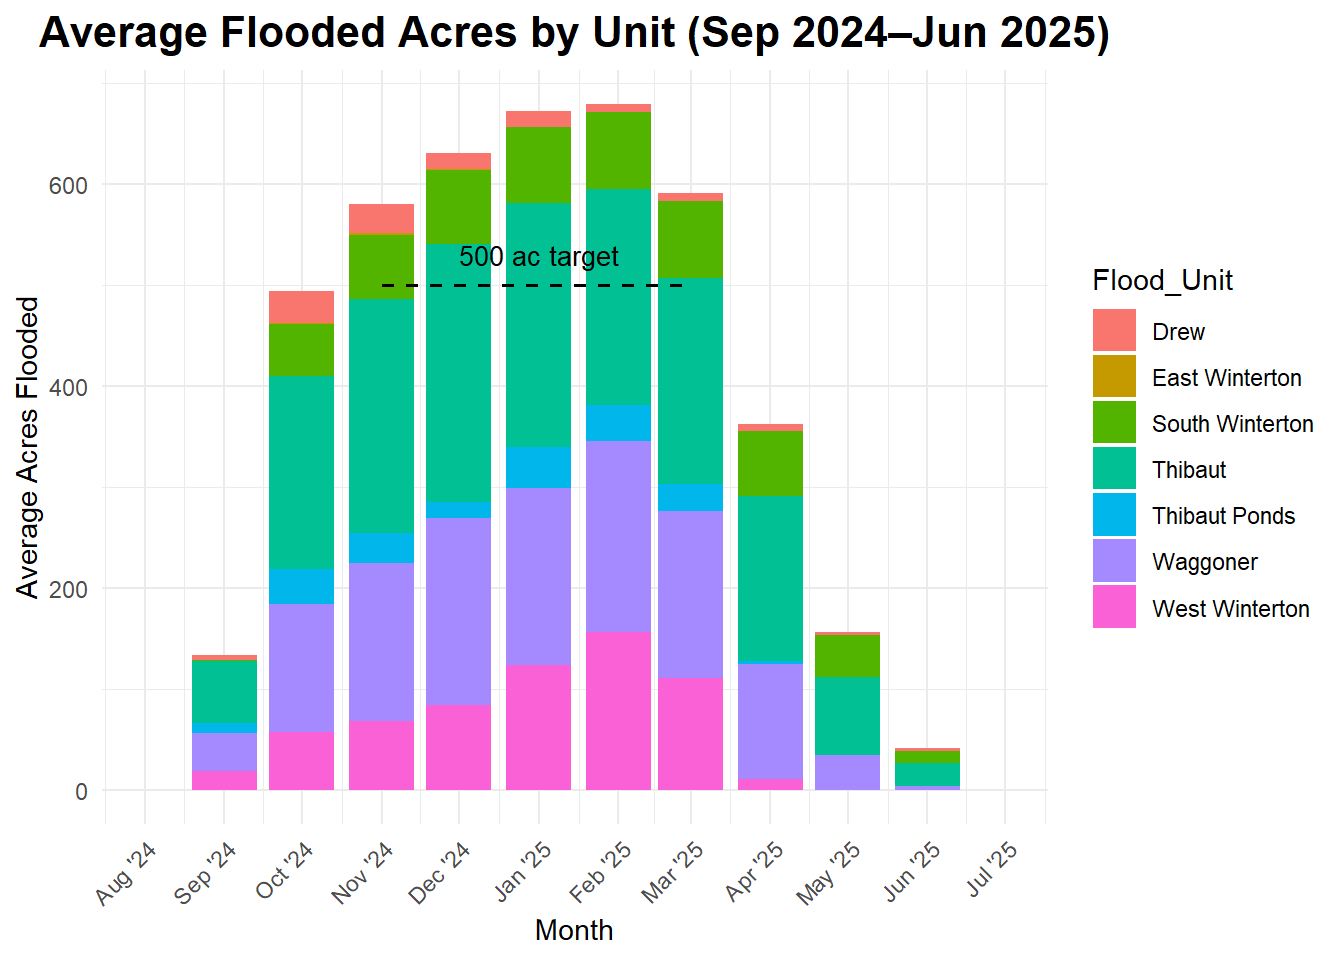 Average Flooded Acres by Unit (Sep 2024–Jun 2025)
Average Acres Flooded
600
400
200
0
500 ac target
Aug '24
Sep '24
Oct '24
Nov '24
Dec '24
Jan '25
Feb '25
Mar '25
Apr '25
May '25
Jun '25
Jul '25
Month
Flood_Unit
Drew
East Winterton
South Winterton
Thibaut
Thibaut Ponds
Waggoner
West Winterton